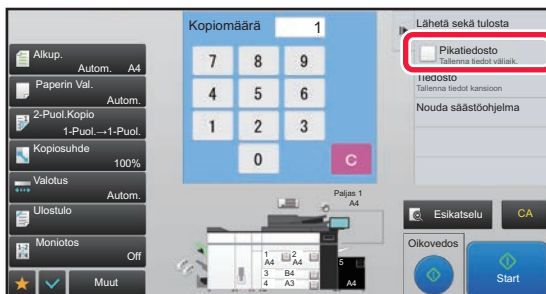 Alkup.
Autom. A4
Paperin Val.
Autom.
2-Puol.Kopio
1-Puol.→1-Puol.
Kopiosuhde
100%
Valotus
Autom.
Ulostulo
Moniotos
Off
Muut
Kopiomäärä 1
7 8 9
4 5 6
1 2 3
0 C
Paljas 1
A4
1 A4 2 A4
3 B4
4 A3
5 A4
Lähetä sekä tulosta
Pikatiedosto
Tallenna tiedot väliaik.
Tiedosto
Tallenna tiedot kansioon
Nouda säästöohjelma
Esikatselu
CA
Oikovedos
Start